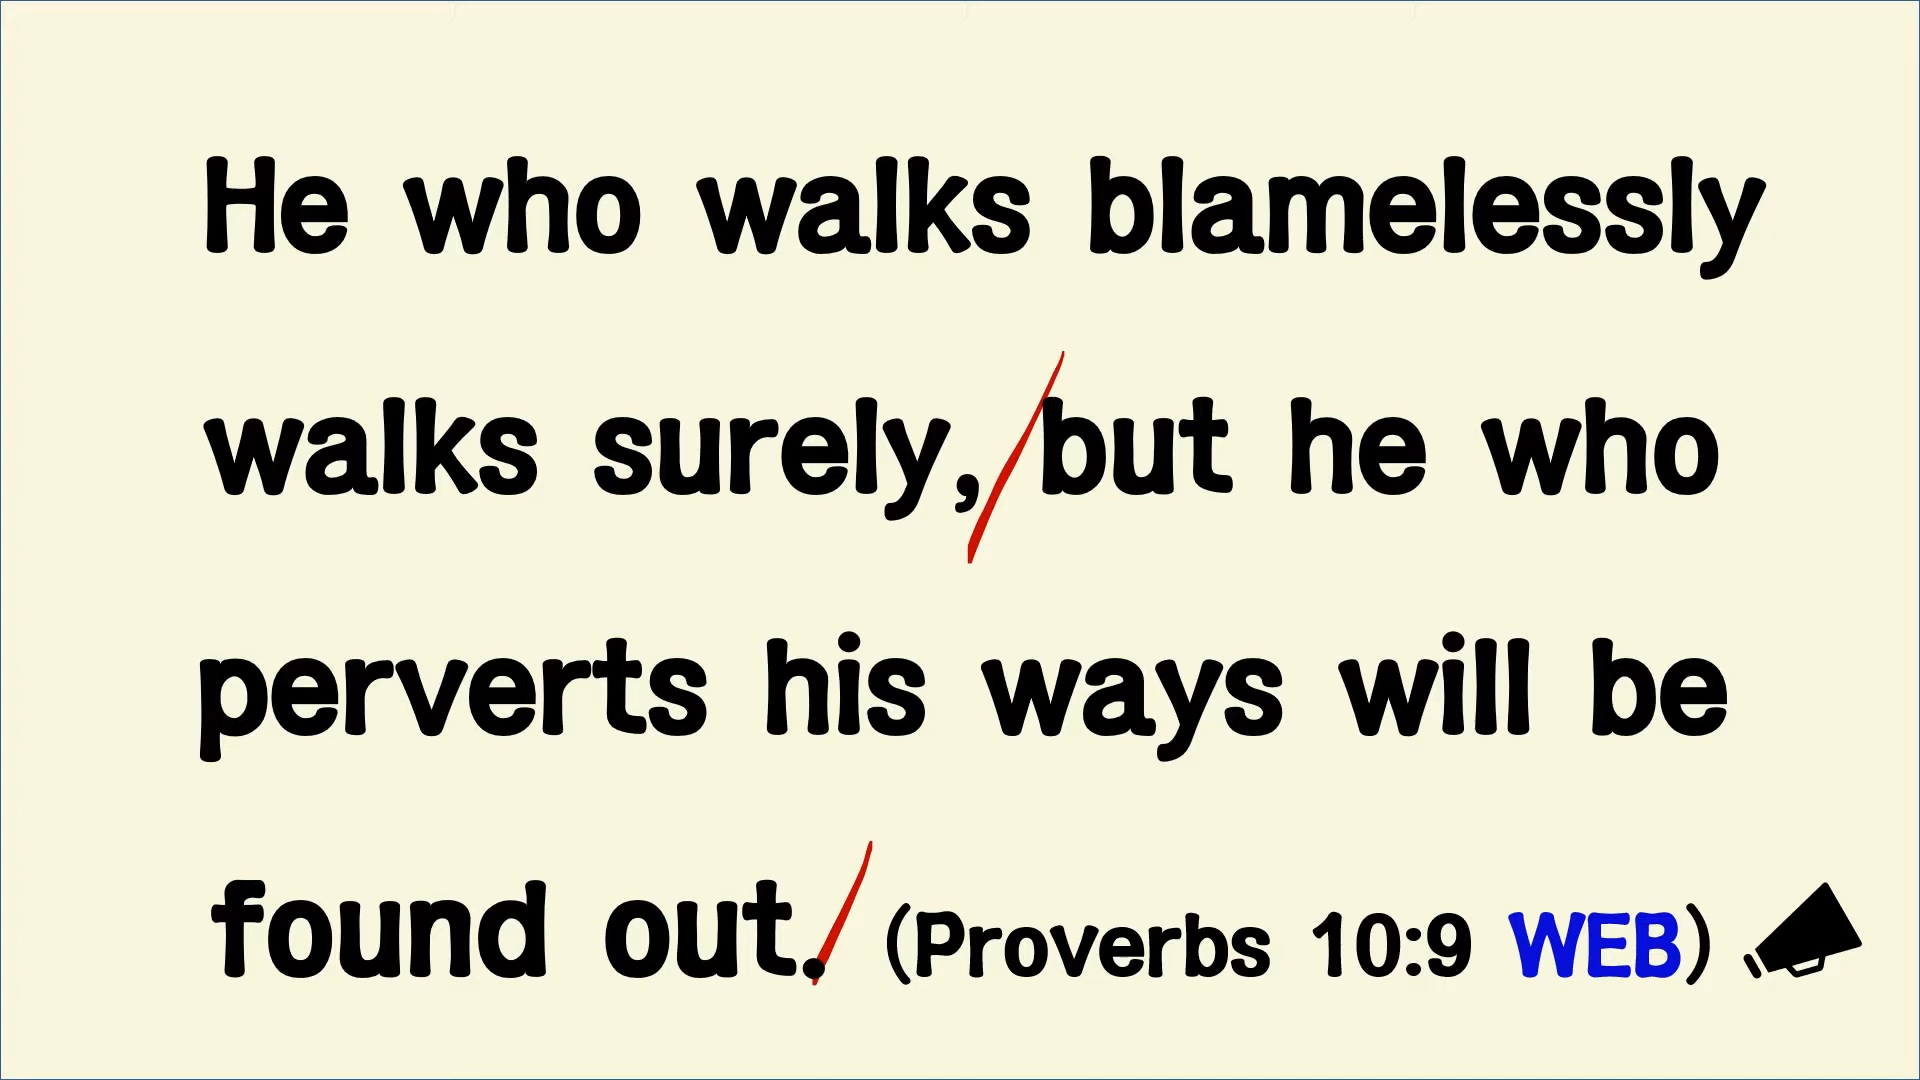 He who walks blamelessly
walks surely, but he who
perverts his ways will be
found out. (Proverbs 10:9 WEB)